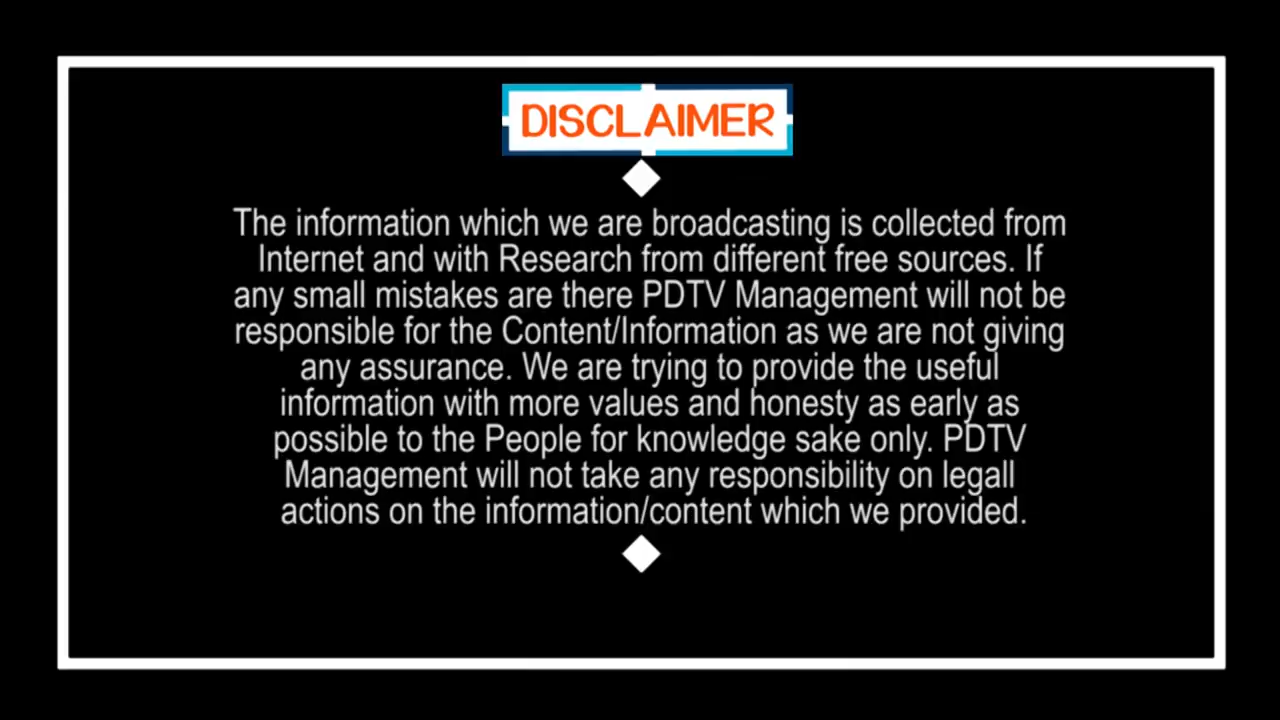 DISCLAIMER
The information which we are broadcasting is collected from
Internet and with Research from different free sources. If
any small mistakes are there PDTV Management will not be
responsible for the Content/Information as we are not giving
any assurance. We are trying to provide the useful
information with more values and honesty as early as
possible to the People for knowledge sake only. PDTV
Management will not take any responsibility on legall
actions on the information/content which we provided.